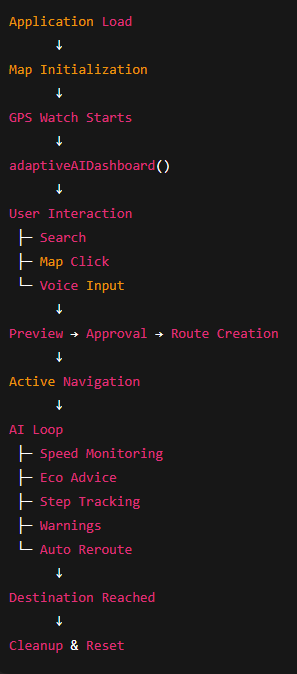 Application Load
↓
Map Initialization
↓
GPS Watch Starts
↓
adaptiveAIDashboard()
↓
User Interaction
├─ Search
├─ Map Click
└─ Voice Input
↓
Preview → Approval → Route Creation
↓
Active Navigation
↓
AI Loop
├─ Speed Monitoring
├─ Eco Advice
├─ Step Tracking
├─ Warnings
└─ Auto Reroute
↓
Destination Reached
↓
Cleanup & Reset